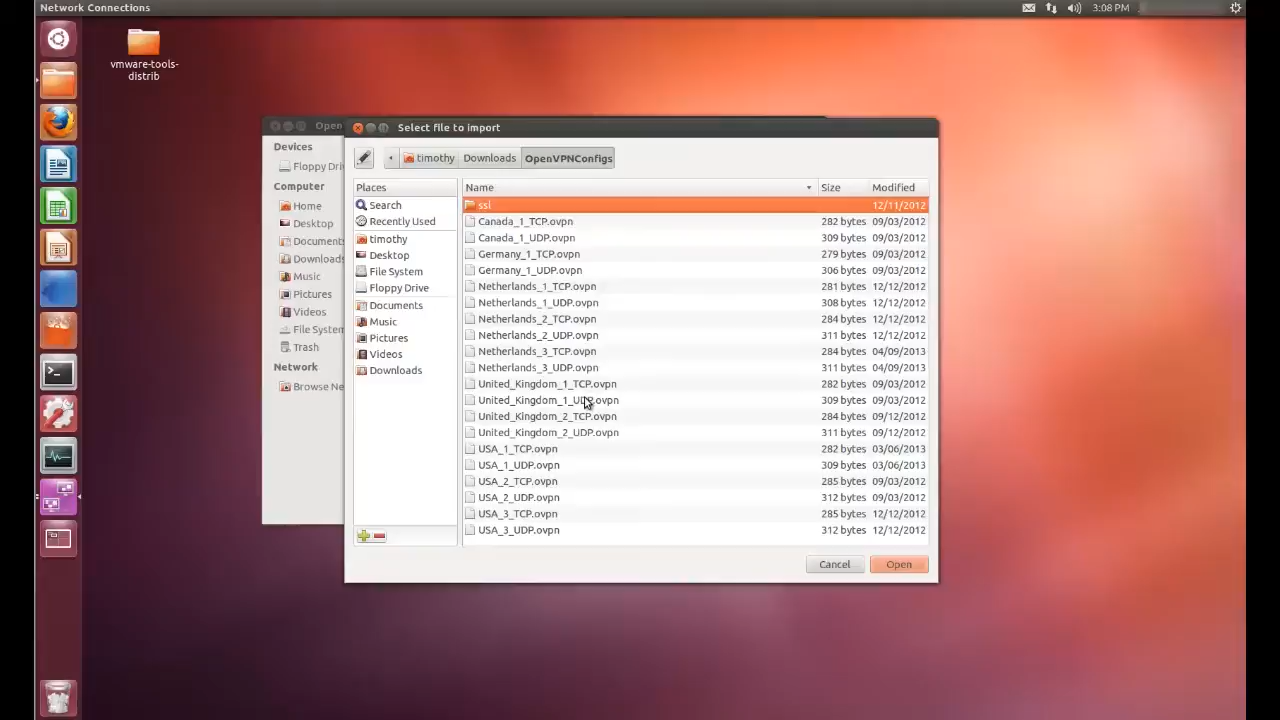 Network Connections
3:08 PM
vmware-tools-
distrib
Open
Devices
Floppy Dri
Computer
Home
Desktop
Document
Download
Music
Pictures
Videos
File System
Trash
Network
Browse Ne
Select file to import
timothy Downloads OpenVPNConfigs
Places
Search
Recently Used
timothy
Desktop
File System
Floppy Drive
Documents
Music
Pictures
Videos
Downloads
Name Size Modified
ssl 12/11/2012
Canada_1_TCP.ovpn 282 bytes 09/03/2012
Canada_1_UDP.ovpn 309 bytes 09/03/2012
Germany_1_TCP.ovpn 279 bytes 09/03/2012
Germany_1_UDP.ovpn 306 bytes 09/03/2012
Netherlands_1_TCP.ovpn 281 bytes 12/12/2012
Netherlands_1_UDP.ovpn 308 bytes 12/12/2012
Netherlands_2_TCP.ovpn 284 bytes 12/12/2012
Netherlands_2_UDP.ovpn 311 bytes 12/12/2012
Netherlands_3_TCP.ovpn 284 bytes 04/09/2013
Netherlands_3_UDP.ovpn 311 bytes 04/09/2013
United_Kingdom_1_TCP.ovpn 282 bytes 09/03/2012
United_Kingdom_1_UDP.ovpn 309 bytes 09/03/2012
United_Kingdom_2_TCP.ovpn 284 bytes 09/12/2012
United_Kingdom_2_UDP.ovpn 311 bytes 09/12/2012
USA_1_TCP.ovpn 282 bytes 03/06/2013
USA_1_UDP.ovpn 309 bytes 03/06/2013
USA_2_TCP.ovpn 285 bytes 09/03/2012
USA_2_UDP.ovpn 312 bytes 09/03/2012
USA_3_TCP.ovpn 285 bytes 12/12/2012
USA_3_UDP.ovpn 312 bytes 12/12/2012
Cancel Open